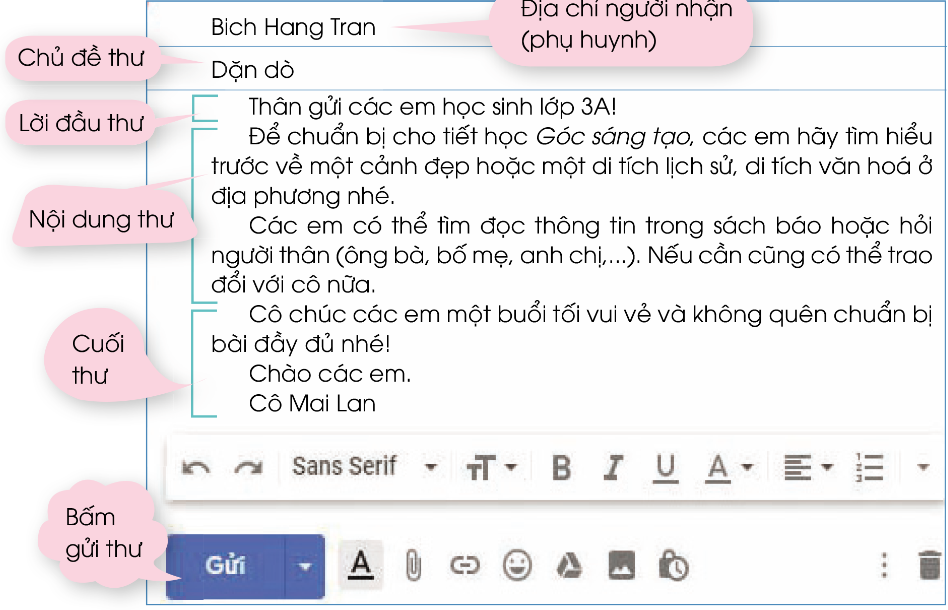 Địa chỉ người nhận
(phụ huynh)
Bich Hang Tran
Chủ đề thư
Dặn dò
Lời đầu thư
Thân gửi các em học sinh lớp 3A!
Nội dung thư
Để chuẩn bị cho tiết học Góc sáng tạo, các em hãy tìm hiểu
trước về một cảnh đẹp hoặc một di tích lịch sử, di tích văn hoá ở
địa phương nhé.
Các em có thể tìm đọc thông tin trong sách báo hoặc hỏi
người thân (ông bà, bố mẹ, anh chị,...). Nếu cần cũng có thể trao
đổi với cô nữa.
Cuối
thư
Cô chúc các em một buổi tối vui vẻ và không quên chuẩn bị
bài đầy đủ nhé!
Chào các em.
Cô Mai Lan
Sans Serif
Bấm
gửi thư
Gửi